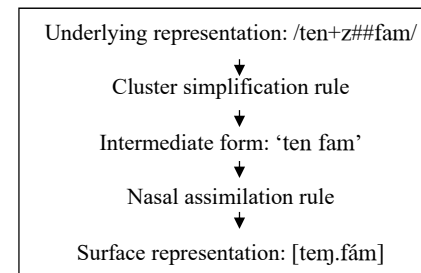 Underlying representation: /ten+z##fam/
Cluster simplification rule
Intermediate form: ‘ten fam’
Nasal assimilation rule
Surface representation: [teɱ.fám]